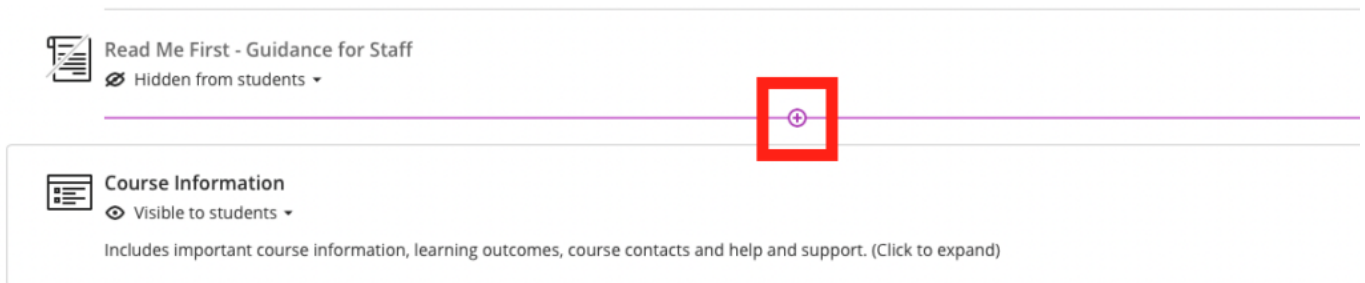 Read Me First - Guidance for Staff
Hidden from students
Course Information
Visible to students
Includes important course information, learning outcomes, course contacts and help and support. (Click to expand)